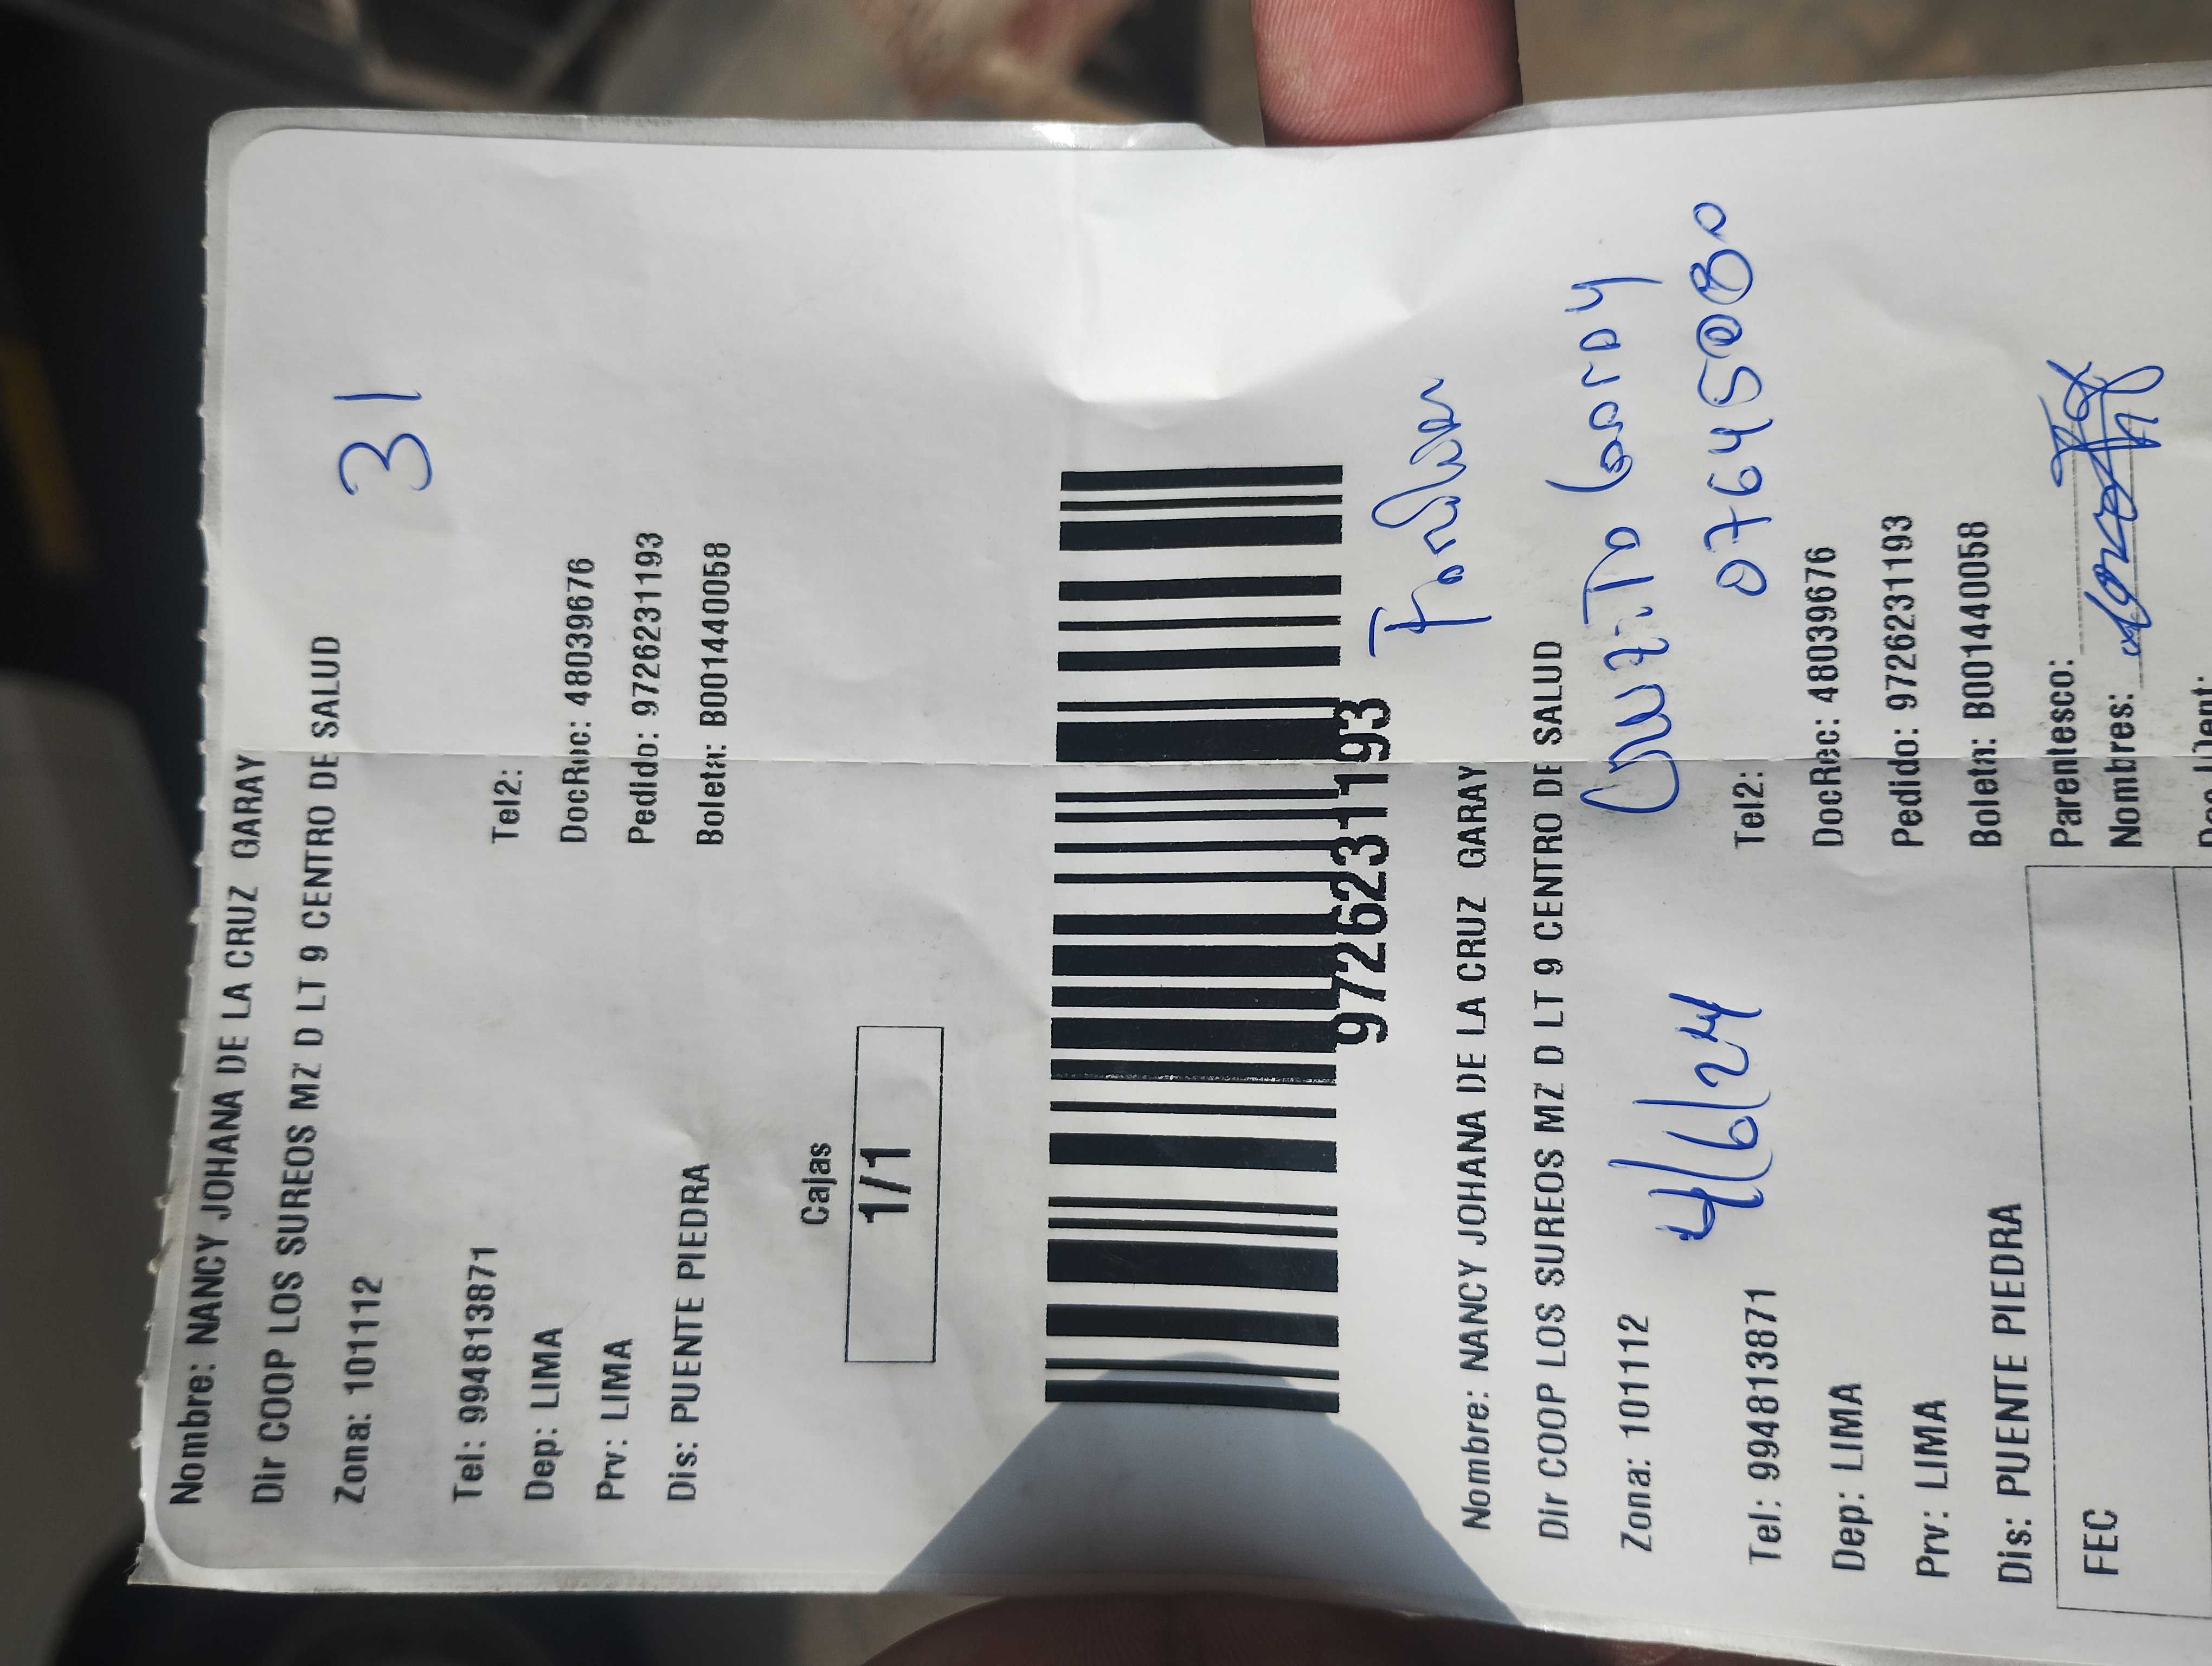 Nombre: NANCY JOHANA DE LA CRUZ GARAY
Dir COOP LOS SUREOS MZ D LT 9 CENTRO DE SALUD
Zona: 101112
31
Tel: 994813871
Tel2:
Dep: LIMA
DocRec: 48039676
Prv: LIMA
Pedido: 9726231193
Dis: PUENTE PIEDRA
Boleta: B001440058
Cajas
1/1
9726231193
Nombre: NANCY JOHANA DE LA CRUZ GARAY
Dir COOP LOS SUREOS MZ D LT 9 CENTRO DE SALUD
Zona: 101112
4/6/24
Tel: 994813871
Tel2:
Dep: LIMA
DocRec: 48039676
Prv: LIMA
Pedido: 9726231193
Dis: PUENTE PIEDRA
Boleta: B001440058
Parentesco:
FEC
Nombres: